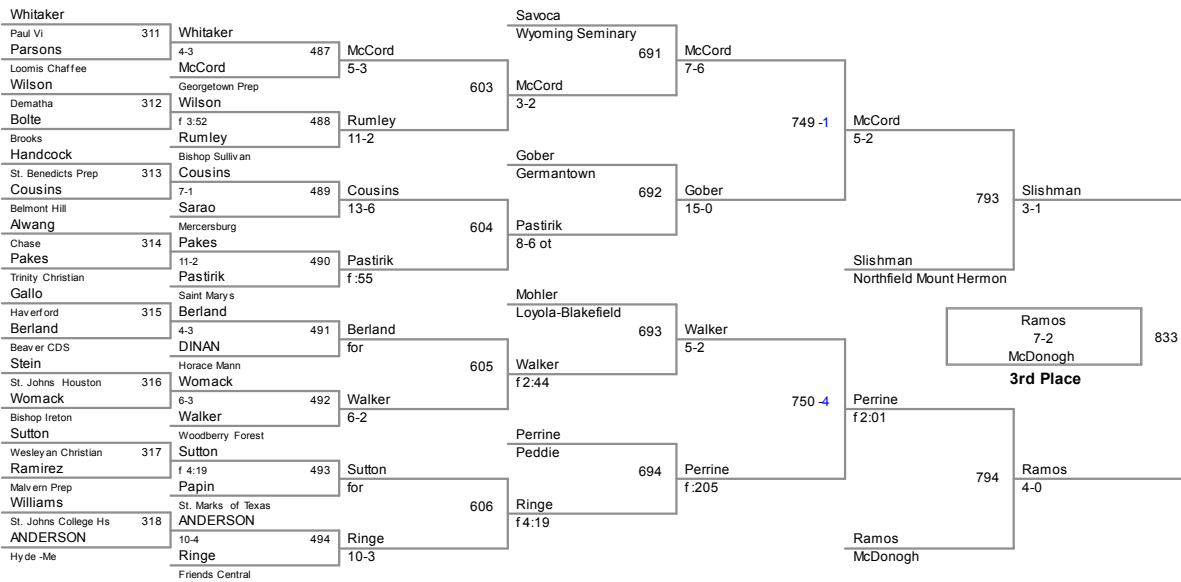 Whitaker
Paul Vi
311
Parsons
Loomis Chaffee
Wilson
Dematha
312
Bolte
Brooks
Handcock
St. Benedicts Prep
313
Cousins
Belmont Hill
Alwang
Chase
314
Pakes
Trinity Christian
Gallo
Haverford
315
Berland
Beaver CDS
Stein
St. Johns Houston
316
Womack
Bishop Ireton
Sutton
Wesleyan Christian
317
Ramirez
Malvern Prep
Williams
St. Johns College Hs
318
ANDERSON
Hyde -Me
Whitaker
4-3
487
McCord
Georgetown Prep
Wilson
f 3:52
488
Rumley
Bishop Sullivan
Cousins
7-1
489
Sarao
Mercersburg
Pakes
11-2
490
Pastirik
Saint Marys
Berland
4-3
491
DINAN
Horace Mann
Womack
6-3
492
Walker
Woodberry Forest
Sutton
f 4:19
493
Papin
St. Marks of Texas
ANDERSON
10-4
494
Ringe
Friends Central
McCord
5-3
603
Rumley
11-2
Cousins
13-6
604
Pastirik
f :55
Berland
for
605
Walker
6-2
Sutton
for
606
Ringe
10-3
Savoca
Wyoming Seminary
691
McCord
3-2
Gober
Germantown
692
Pastirik
8-6 ot
Mohler
Loyola-Blakefield
693
Walker
f 2:44
Perrine
Peddie
694
Ringe
f 4:19
McCord
7-6
749 -1
Gober
15-0
Walker
5-2
750 -4
Perrine
f :205
McCord
5-2
793
Slishman
Northfield Mount Hermon
Perrine
f 2:01
794
Ramos
McDonogh
Slishman
3-1
Ramos
7-2
McDonogh
833
3rd Place
Ramos
4-0